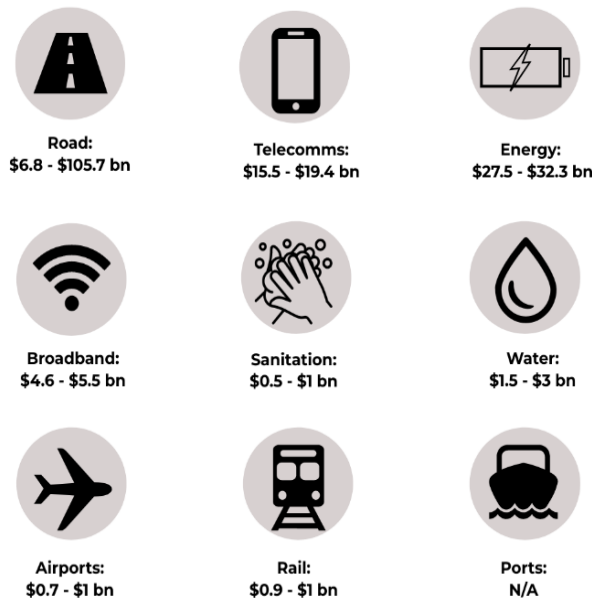 Road:
$6.8 - $105.7 bn
Telecomms:
$15.5 - $19.4 bn
Energy:
$27.5 - $32.3 bn
Broadband:
$4.6 - $5.5 bn
Sanitation:
$0.5 - $1 bn
Water:
$1.5 - $3 bn
Airports:
$0.7 - $1 bn
Rail:
$0.9 - $1 bn
Ports:
N/A